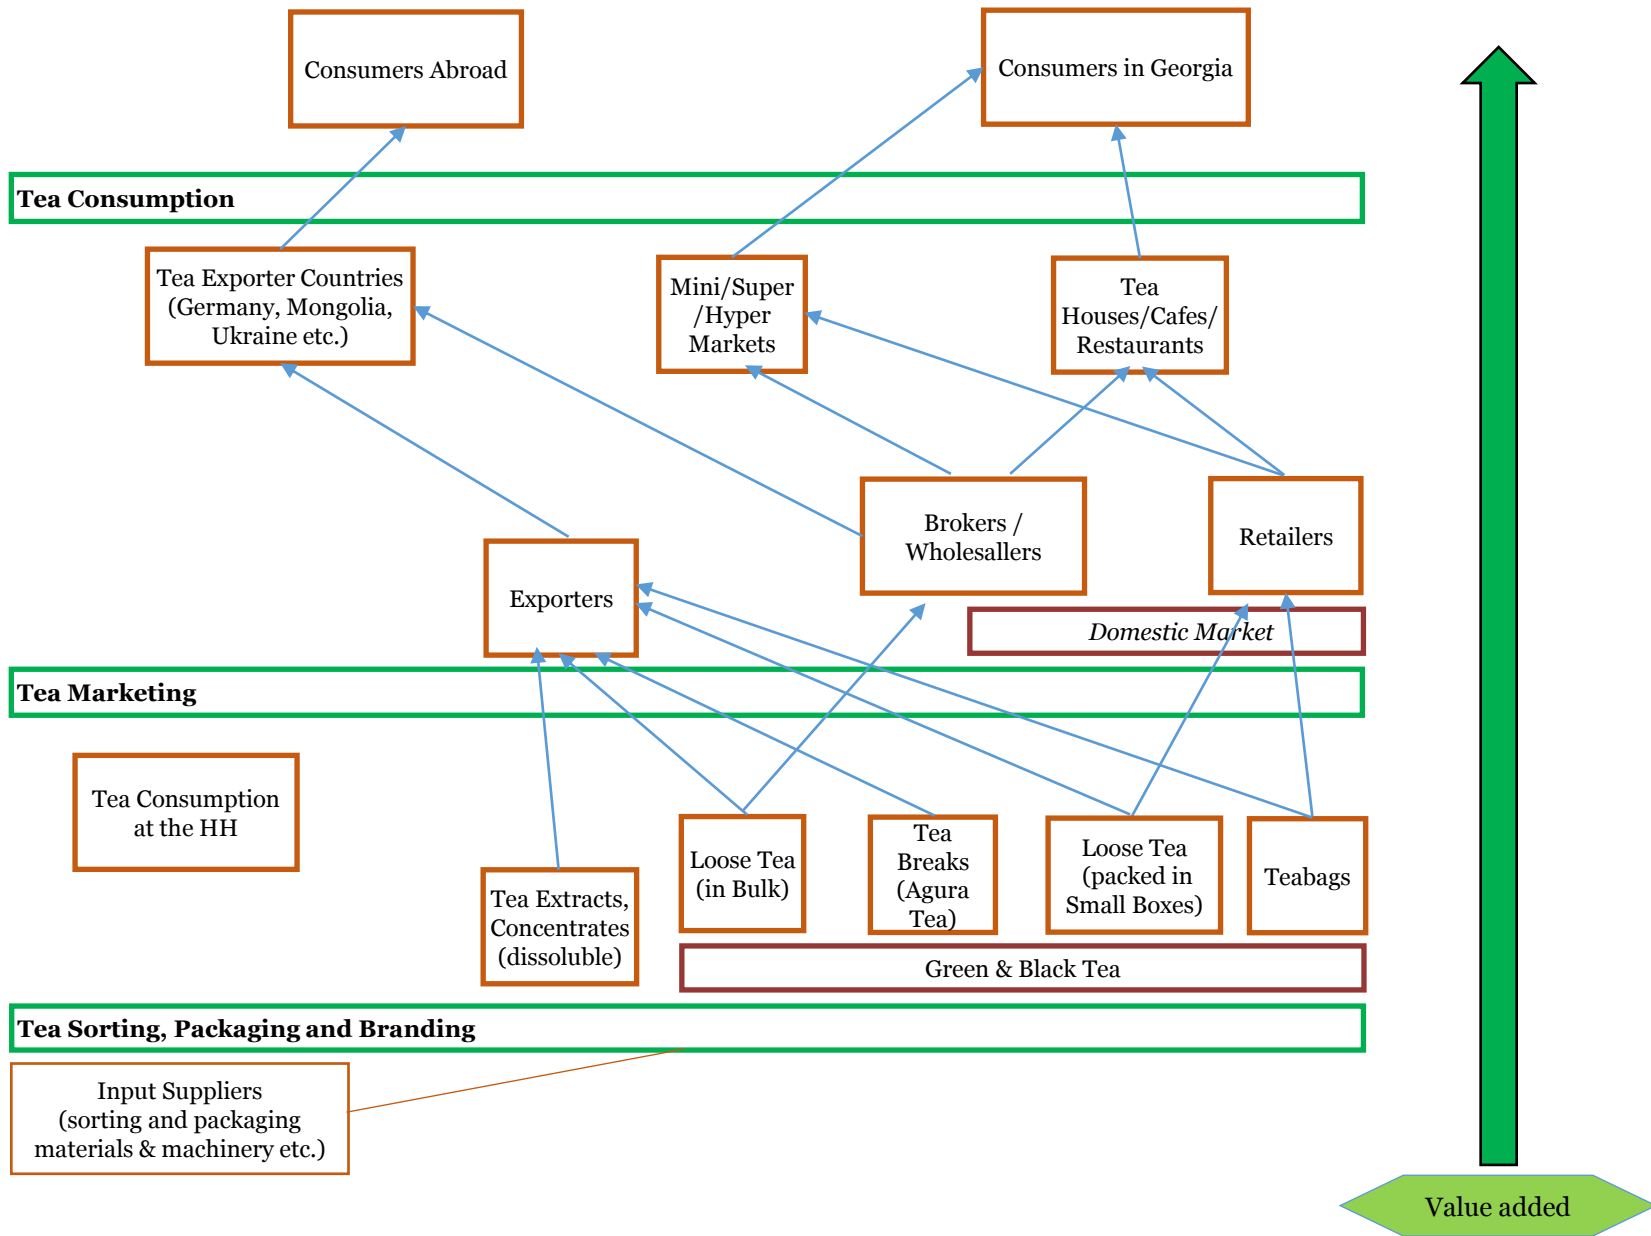 Consumers Abroad
Consumers in Georgia
Tea Consumption
Tea Exporter Countries
(Germany, Mongolia,
Ukraine etc.)
Mini/Super
/Hyper
Markets
Tea
Houses/Cafes/
Restaurants
Brokers /
Wholesallers
Retailers
Exporters
Domestic Market
Tea Marketing
Tea Consumption
at the HH
Tea Extracts,
Concentrates
(dissoluble)
Loose Tea
(in Bulk)
Tea
Breaks
(Agura
Tea)
Loose Tea
(packed in
Small Boxes)
Teabags
Green & Black Tea
Tea Sorting, Packaging and Branding
Input Suppliers
(sorting and packaging
materials & machinery etc.)
Value added